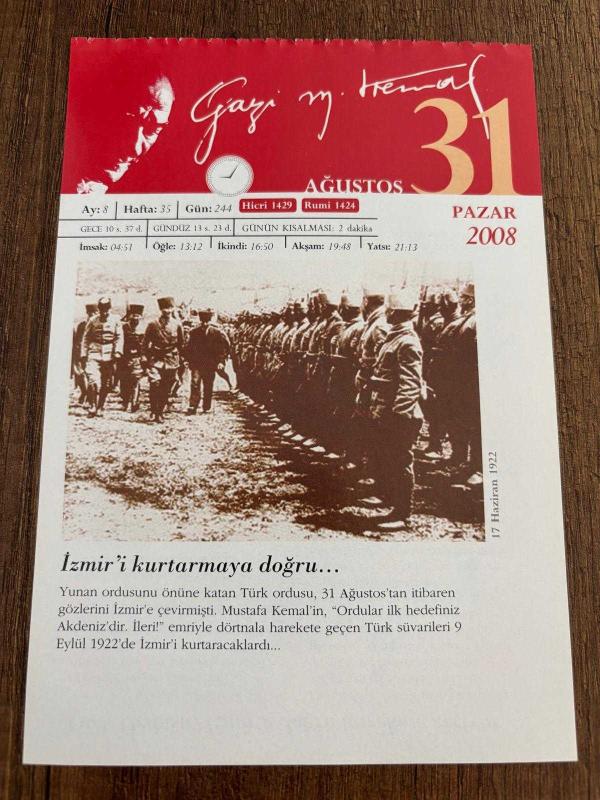 Gazi M. Kemal
31
AĞUSTOS
PAZAR
2008
Ay: 8 Hafta: 35 Gün: 244 Hicri 1429 Rumi 1424
GECE 10 s. 37 d. GÜNDÜZ 13 s. 23 d. GÜNÜN KISALMASI: 2 dakika
İmsak: 04:51 Öğle: 13:12 İkindi: 16:50 Akşam: 19:48 Yatsı: 21:13
17 Haziran 1922
İzmir'i kurtarmaya doğru...
Yunan ordusunu önüne katan Türk ordusu, 31 Ağustos'tan itibaren
gözlerini İzmir'e çevirmişti. Mustafa Kemal'in, “Ordular ilk hedefiniz
Akdeniz'dir. İleri!” emriyle dörtnala harekete geçen Türk süvarileri 9
Eylül 1922'de İzmir'i kurtaracaklardı...